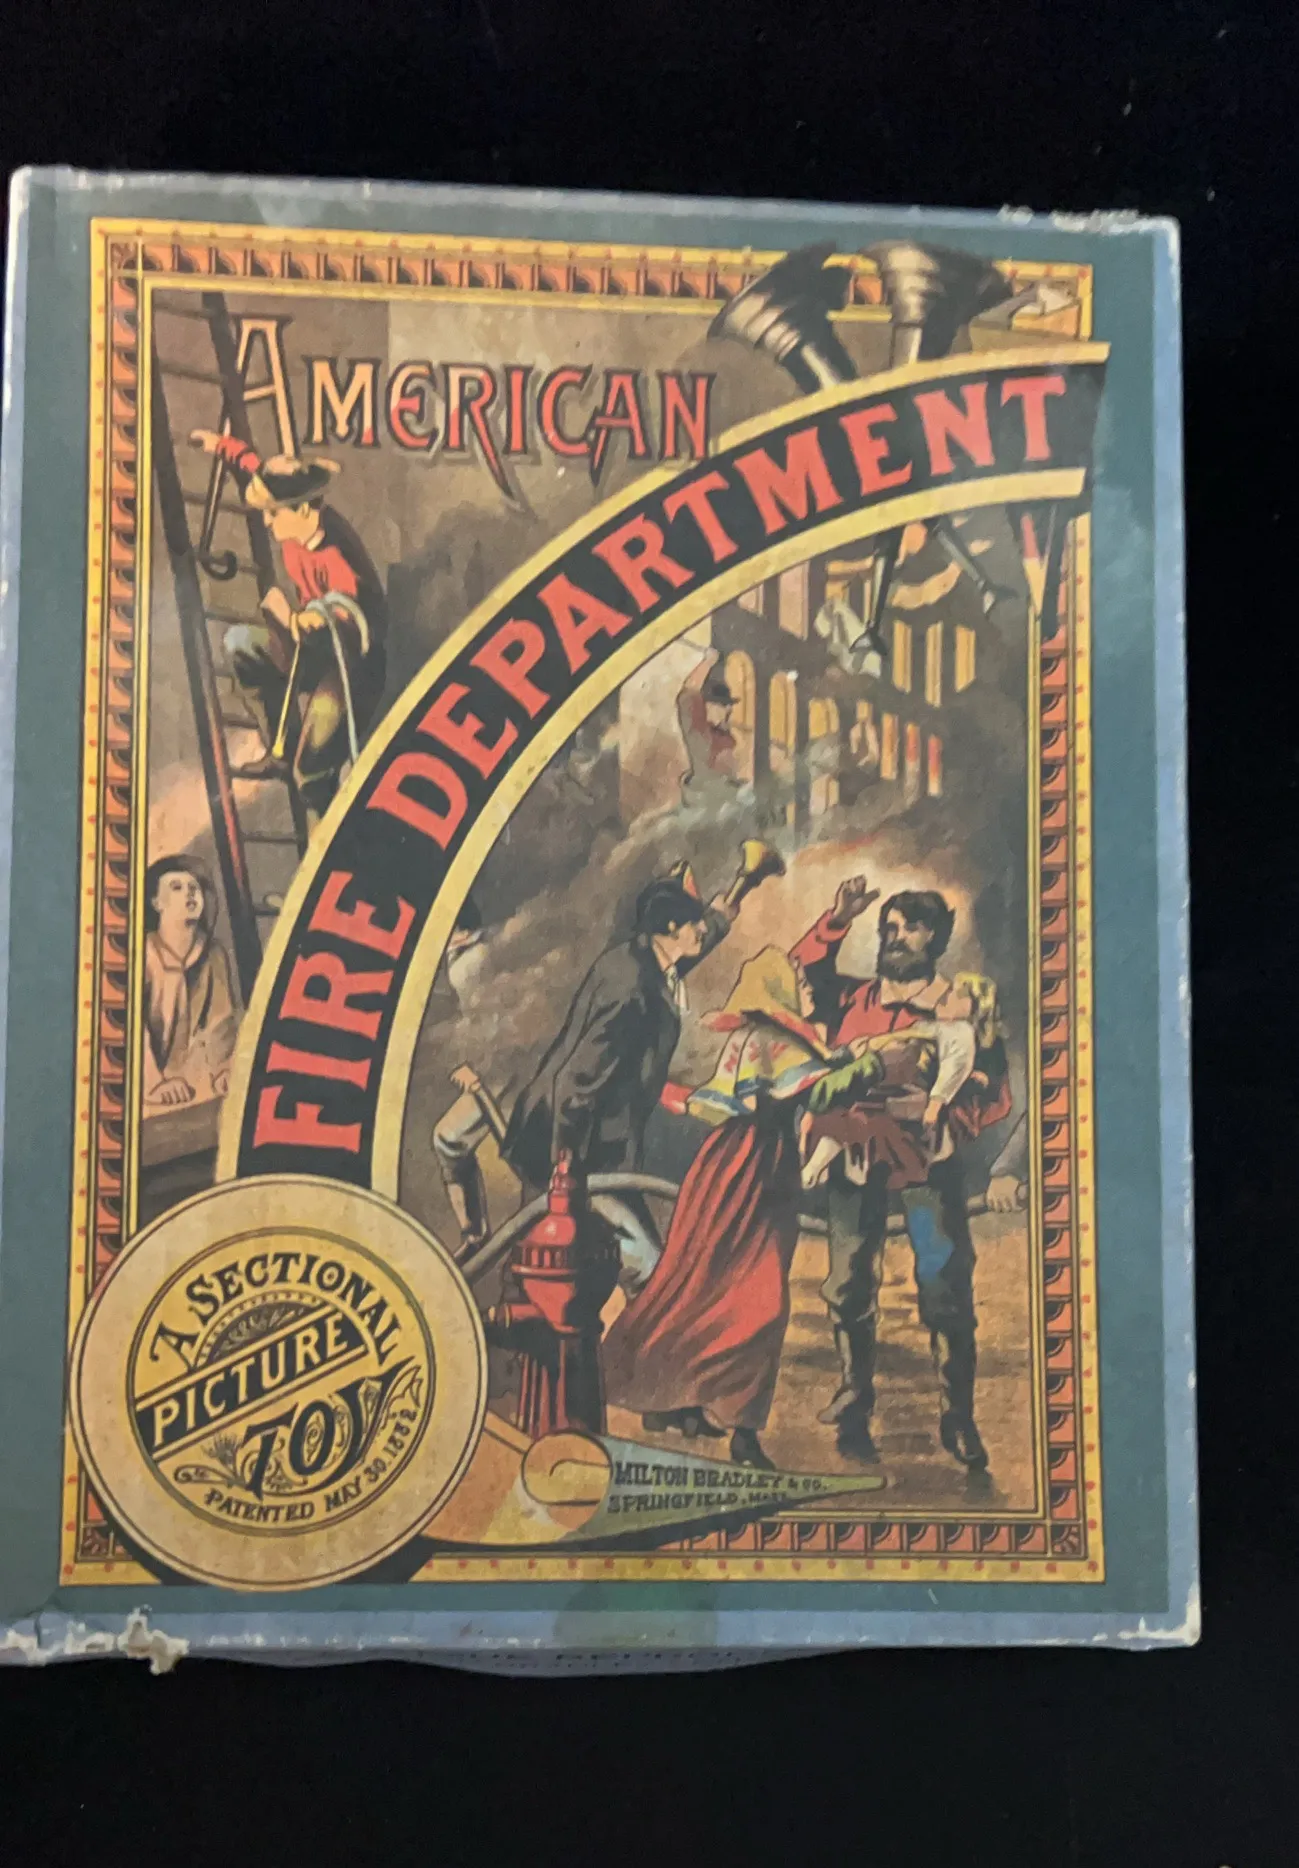 AMERICAN
FIRE DEPARTMENT
A SECTIONAL
PICTURE
TOY
PATENTED MAY 30. 1882.
MILTON BRADLEY & CO.
SPRINGFIELD, MASS.